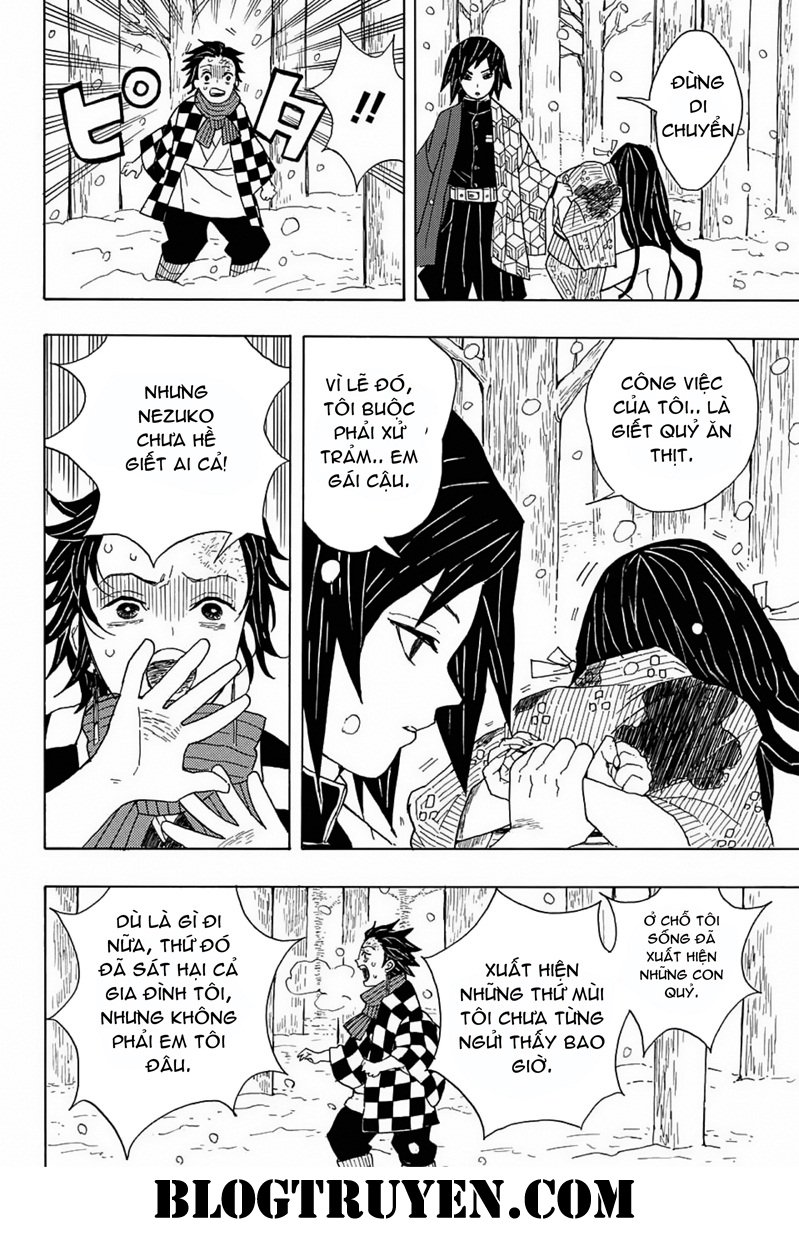 ĐỪNG
DI
CHUYỂN
!!
ピタ
CÔNG VIỆC
CỦA TÔI.. LÀ
GIẾT QUỶ ĂN
THỊT.
VÌ LẼ ĐÓ,
TÔI BUỘC
PHẢI XỬ
TRẢM.. EM
GÁI CẬU.
NHƯNG
NEZUKO
CHƯA HỀ
GIẾT AI CẢ!
Ở CHỖ TÔI
SỐNG ĐÃ
XUẤT HIỆN
NHỮNG CON
QUỶ.
XUẤT HIỆN
NHỮNG THỨ MÙI
TÔI CHƯA TỪNG
NGỬI THẤY BAO
GIỜ.
DÙ LÀ GÌ ĐI
NỮA, THỨ ĐÓ
ĐÃ SÁT HẠI CẢ
GIA ĐÌNH TÔI,
NHƯNG KHÔNG
PHẢI EM TÔI
ĐÂU.
BLOGTRUYEN.COM